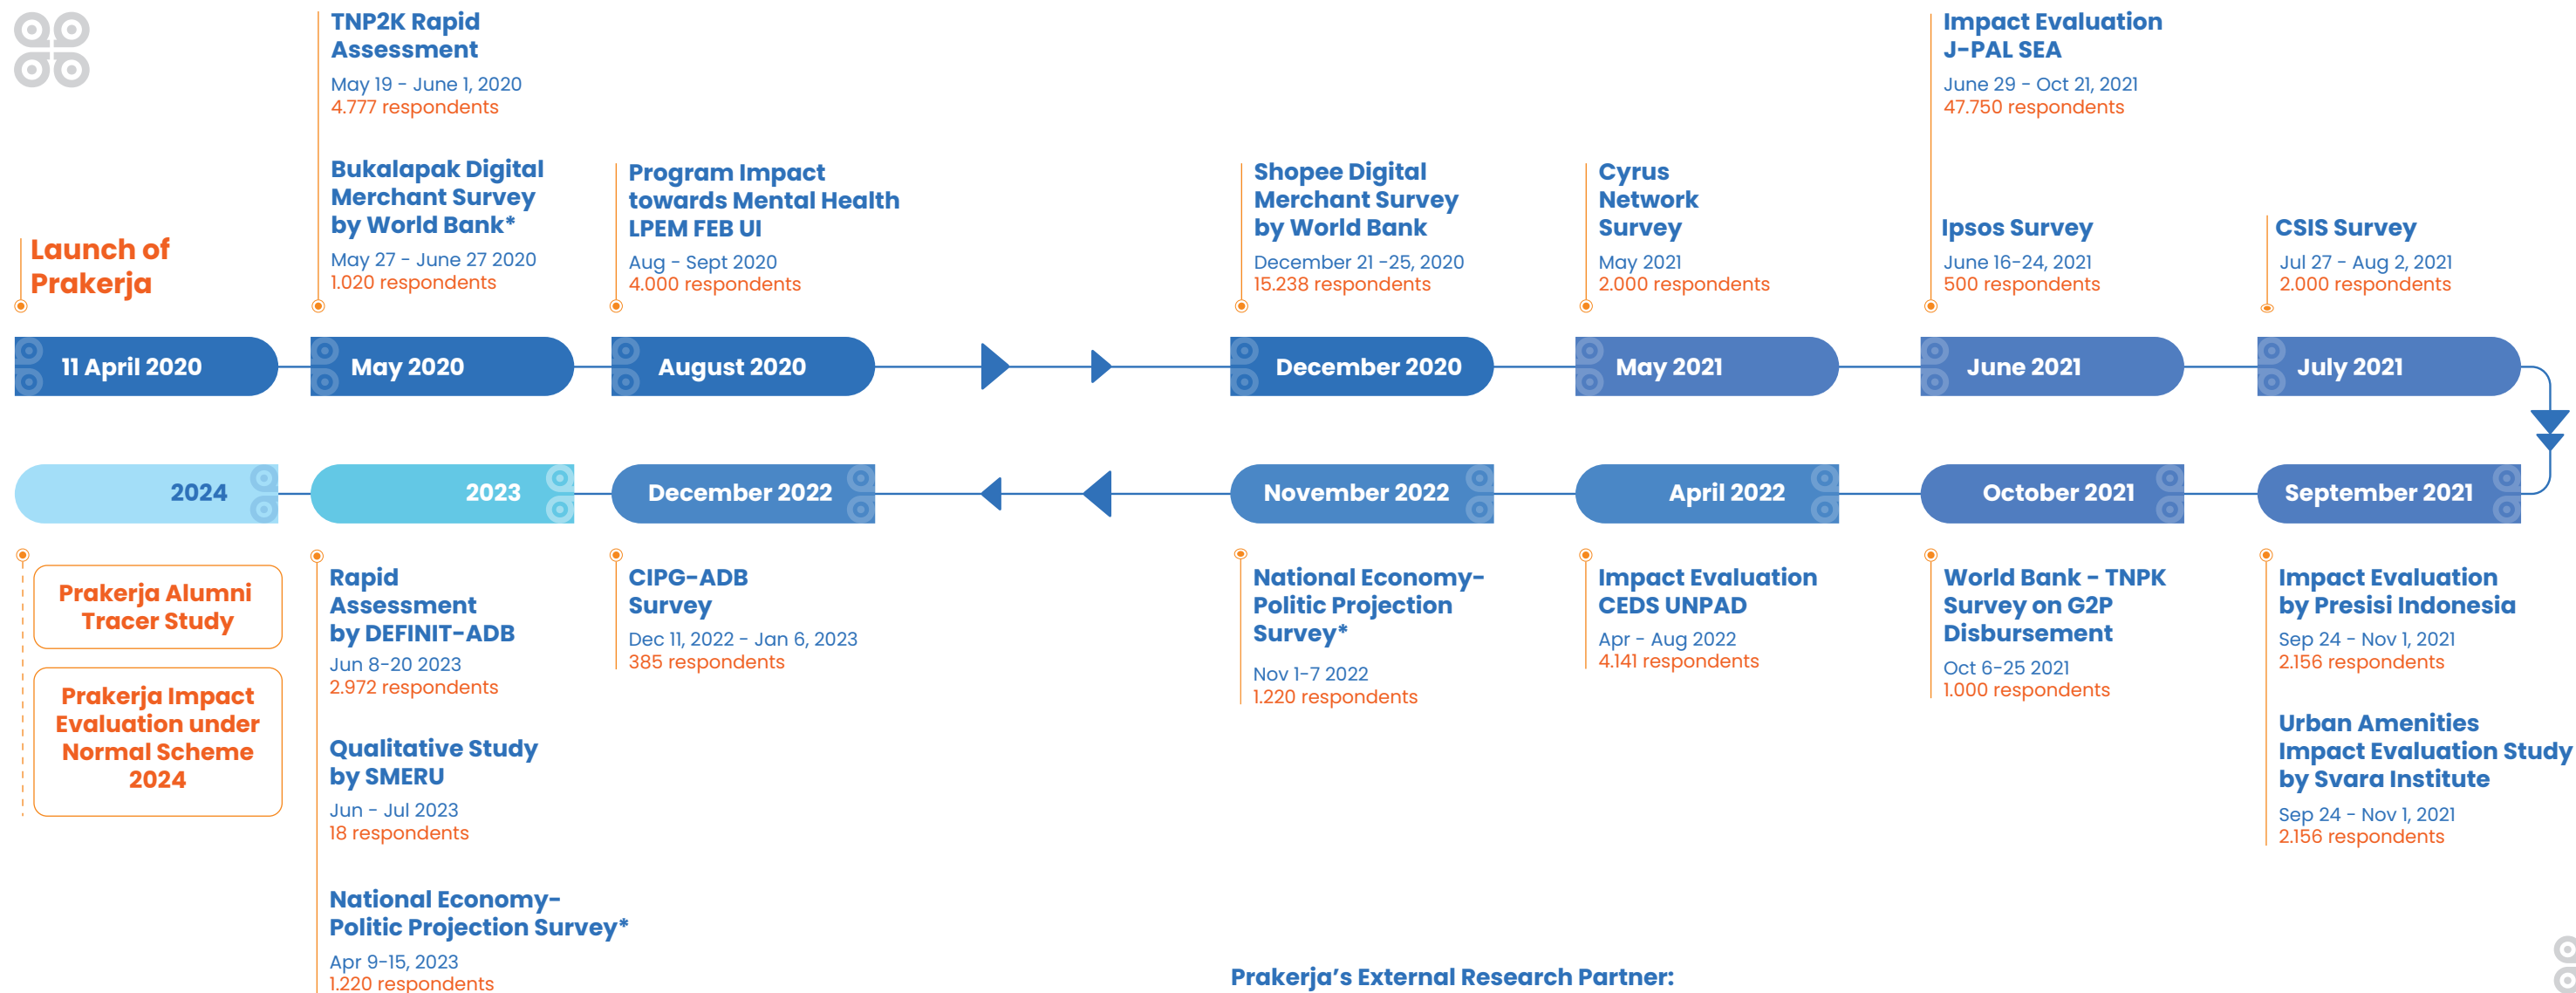 TNP2K Rapid
Assessment
May 19 - June 1, 2020
4.777 respondents
Impact Evaluation
J-PAL SEA
June 29 - Oct 21, 2021
47.750 respondents
Launch of
Prakerja
Bukalapak Digital
Merchant Survey
by World Bank*
May 27 - June 27 2020
1.020 respondents
Program Impact
towards Mental Health
LPEM FEB UI
Aug - Sept 2020
4.000 respondents
Shopee Digital
Merchant Survey
by World Bank
December 21 -25, 2020
15.238 respondents
Cyrus
Network
Survey
May 2021
2.000 respondents
Ipsos Survey
June 16-24, 2021
500 respondents
CSIS Survey
Jul 27 - Aug 2, 2021
2.000 respondents
11 April 2020
May 2020
August 2020
December 2020
May 2021
June 2021
July 2021
2024
2023
December 2022
November 2022
April 2022
October 2021
September 2021
Prakerja Alumni
Tracer Study
Prakerja Impact
Evaluation under
Normal Scheme
2024
Rapid
Assessment
by DEFINIT-ADB
Jun 8-20 2023
2.972 respondents
Qualitative Study
by SMERU
Jun - Jul 2023
18 respondents
National Economy-
Politic Projection Survey*
Apr 9-15, 2023
1.220 respondents
CIPG-ADB
Survey
Dec 11, 2022 - Jan 6, 2023
385 respondents
National Economy-
Politic Projection
Survey*
Nov 1-7 2022
1.220 respondents
Impact Evaluation
CEDS UNPAD
Apr - Aug 2022
4.141 respondents
World Bank - TNPK
Survey on G2P
Disbursement
Oct 6-25 2021
1.000 respondents
Impact Evaluation
by Presisi Indonesia
Sep 24 - Nov 1, 2021
2.156 respondents
Urban Amenities
Impact Evaluation Study
by Svara Institute
Sep 24 - Nov 1, 2021
2.156 respondents
Prakerja's External Research Partner: